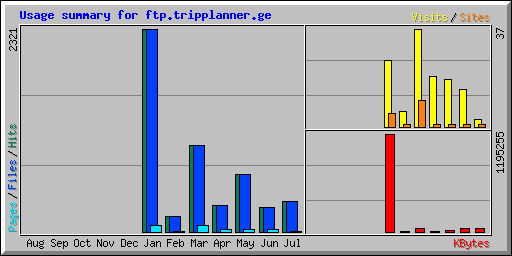 Usage summary for ftp.tripplanner.ge
Visits/Sites
2321
37
Pages/Files/Hits
1195255
Aug Sep Oct Nov Dec Jan Feb Mar Apr May Jun Jul
KBytes